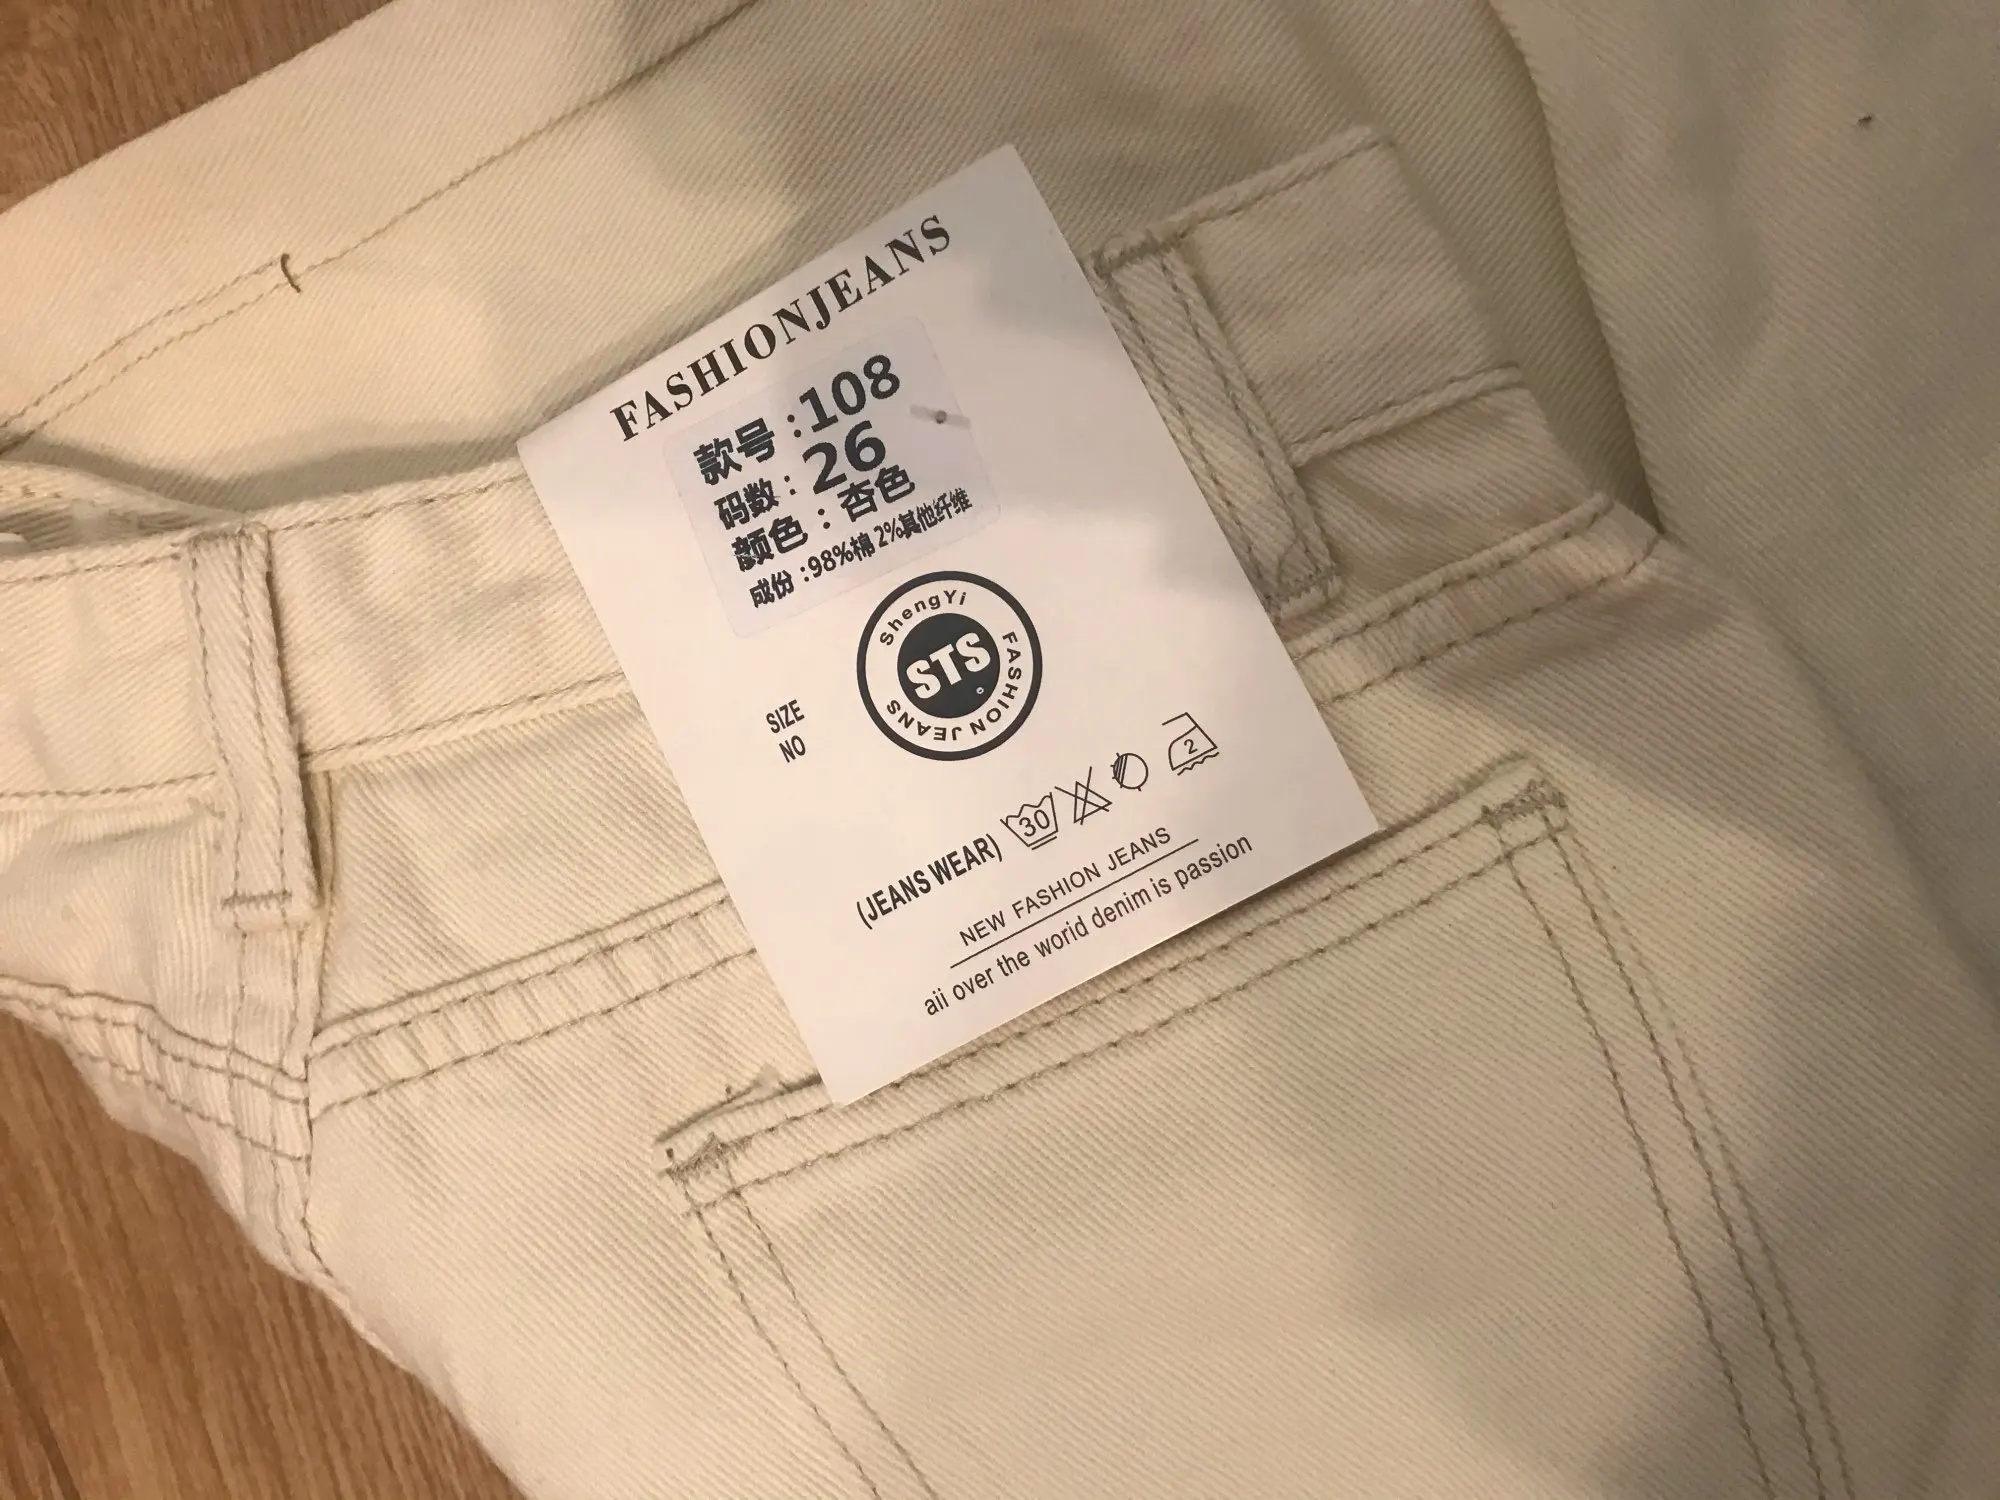 FASHIONJEANS
款号:108
码数:26
颜色:杏色
成份:98%棉 2%其他纤维
ShengYi
STS
FASHION JEANS
SIZE
NO
30
2
(JEANS WEAR)
NEW FASHION JEANS
aii over the worid denim is passion